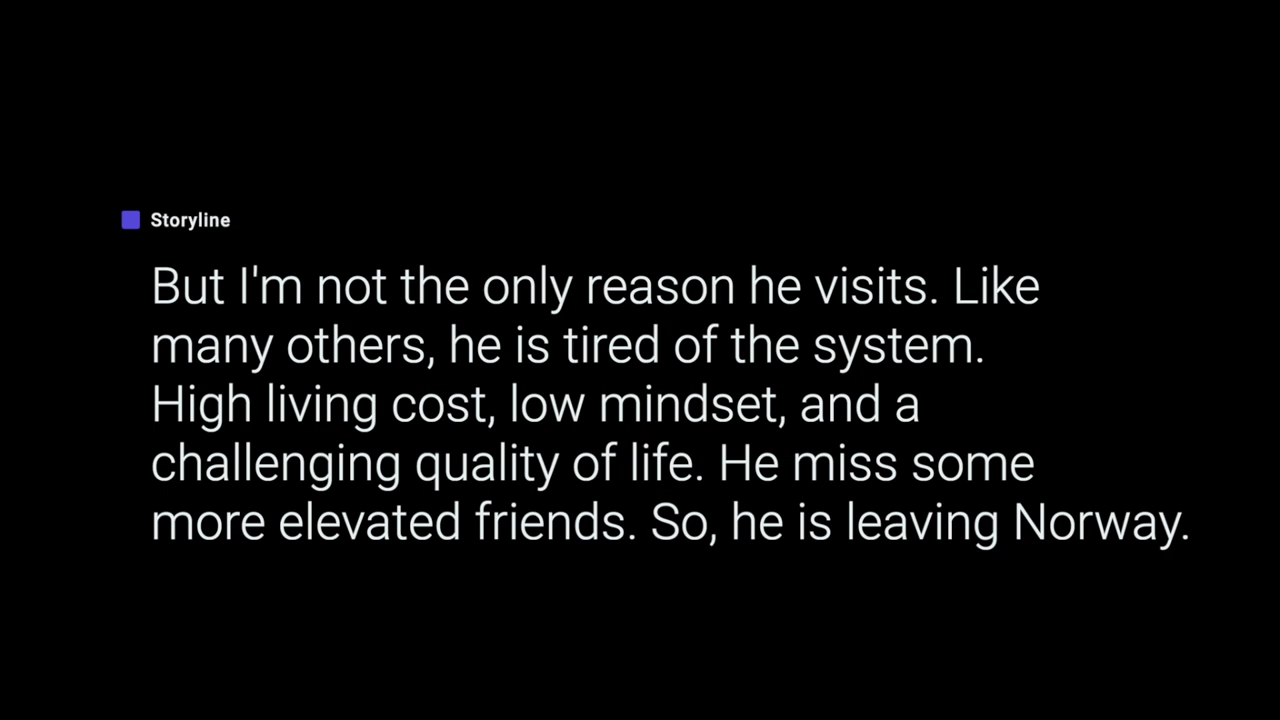 Storyline
But I'm not the only reason he visits. Like
many others, he is tired of the system.
High living cost, low mindset, and a
challenging quality of life. He miss some
more elevated friends. So, he is leaving Norway.